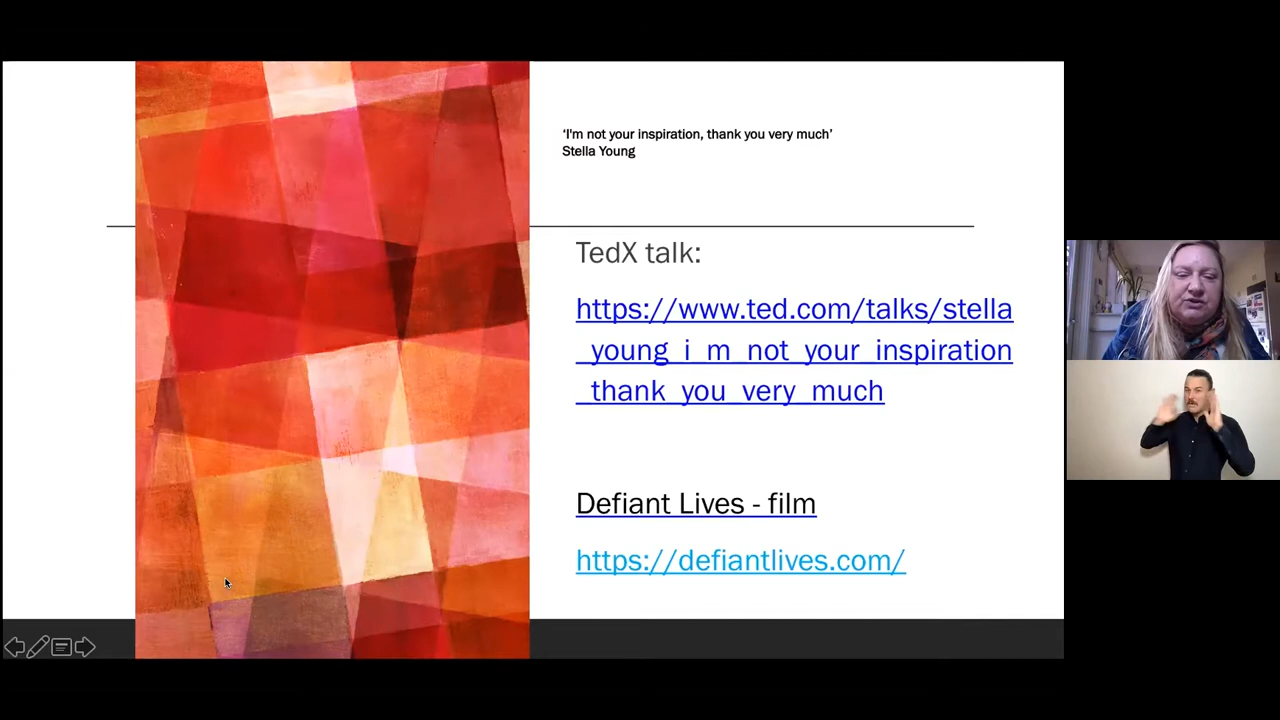 ‘I'm not your inspiration, thank you very much’
Stella Young
TedX talk:
https://www.ted.com/talks/stella
_young_i_m_not_your_inspiration
_thank_you_very_much
Defiant Lives - film
https://defiantlives.com/